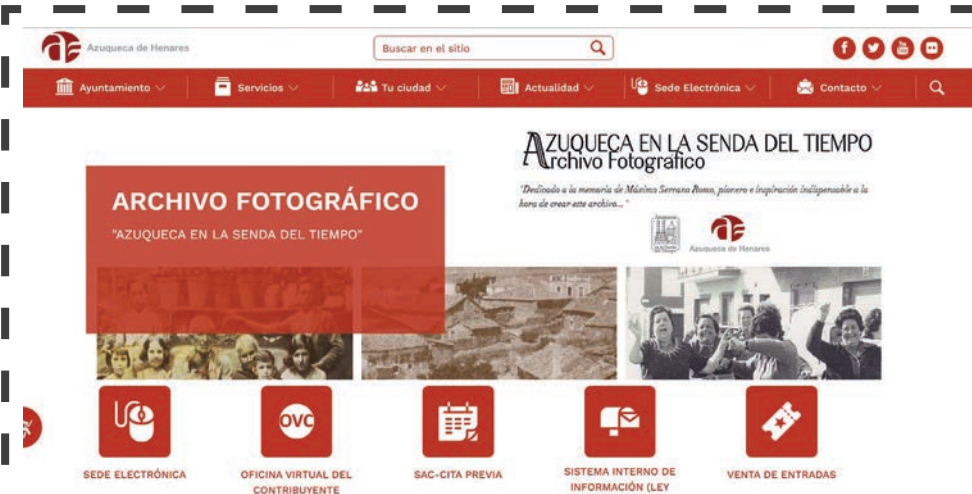 Azuqueca de Henares
Buscar en el sitio
Ayuntamiento
Servicios
Tu ciudad
Actualidad
Sede Electrónica
Contacto
AZUQUECA EN LA SENDA DEL TIEMPO
Archivo Fotográfico
"Dedicado a la memoria de Máximo Serrano Romo, pionero e inspiración indispensable a la
hora de crear este archivo..."
Azuqueca de Henares
ARCHIVO FOTOGRÁFICO
"AZUQUECA EN LA SENDA DEL TIEMPO"
OVC
SEDE ELECTRÓNICA
OFICINA VIRTUAL DEL
CONTRIBUYENTE
SAC-CITA PREVIA
SISTEMA INTERNO DE
INFORMACIÓN (LEY
VENTA DE ENTRADAS